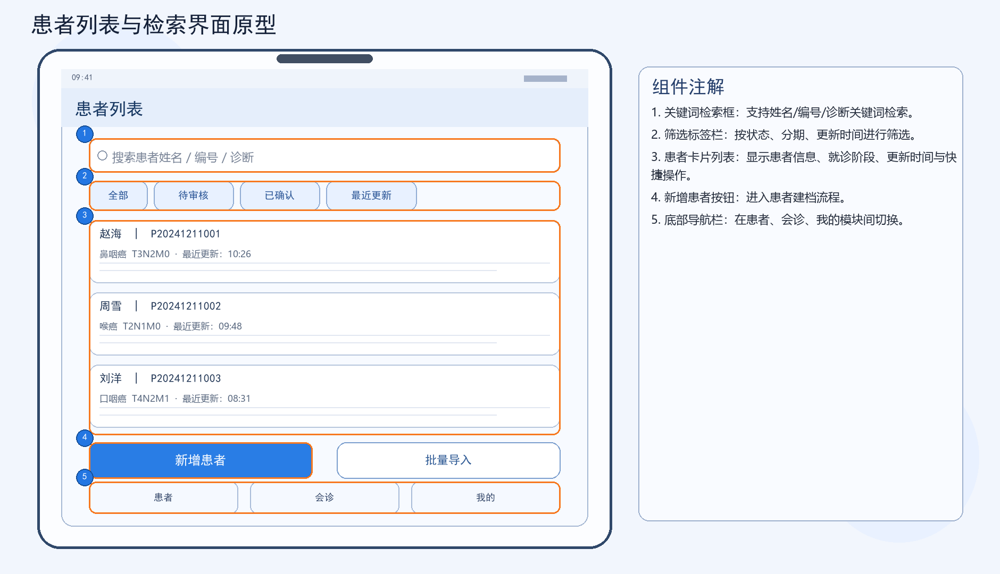 患者列表与检索界面原型
09:41
患者列表
1
搜索患者姓名 / 编号 / 诊断
2
全部 待审核 已确认 最近更新
3
赵海 | P20241211001
鼻咽癌 T3N2M0 · 最近更新：10:26
周雪 | P20241211002
喉癌 T2N1M0 · 最近更新：09:48
刘洋 | P20241211003
口咽癌 T4N2M1 · 最近更新：08:31
4
新增患者 批量导入
5
患者 会诊 我的
组件注解
1. 关键词检索框：支持姓名/编号/诊断关键词检索。
2. 筛选标签栏：按状态、分期、更新时间进行筛选。
3. 患者卡片列表：显示患者信息、就诊阶段、更新时间与快
捷操作。
4. 新增患者按钮：进入患者建档流程。
5. 底部导航栏：在患者、会诊、我的模块间切换。